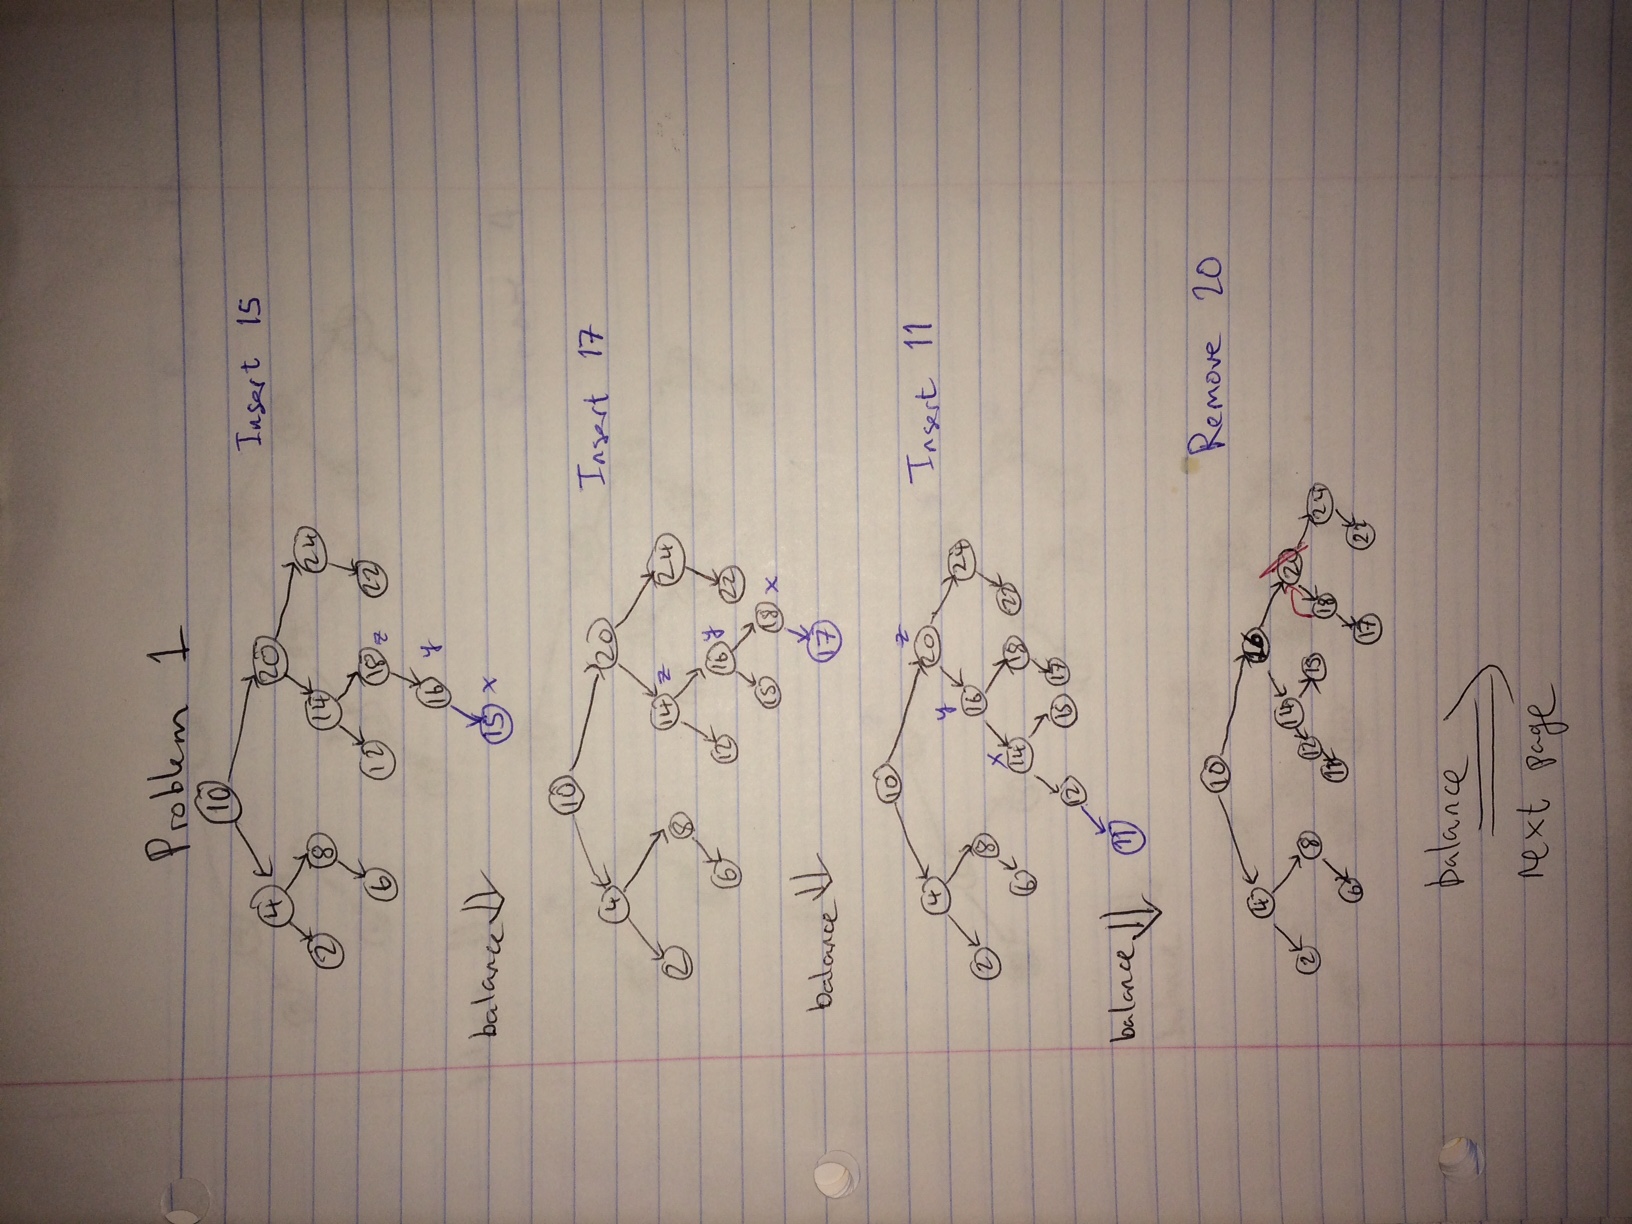 Problem 1
10
4 20 Insert 15
2 8 14 24
6 12 18 z 22
16 y
balance 15 x
10
4 20 Insert 17
2 8 14 z 24
6 12 16 y 22
15 18 x
balance 17
10 z
4 20 Insert 11
y
2 8 16 24
x
6 14 18 22
12 15 17
balance 11
10 Remove 20
4 16
2 8 14 20
12 15 18 24
6 11 17 22
balance
next page